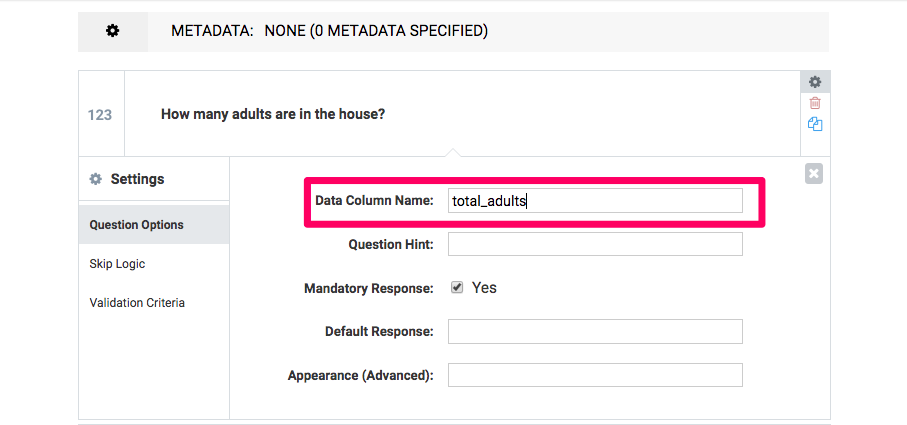 METADATA: NONE (0 METADATA SPECIFIED)
123
How many adults are in the house?
Settings
Question Options
Skip Logic
Validation Criteria
Data Column Name: total_adults
Question Hint:
Mandatory Response: Yes
Default Response:
Appearance (Advanced):